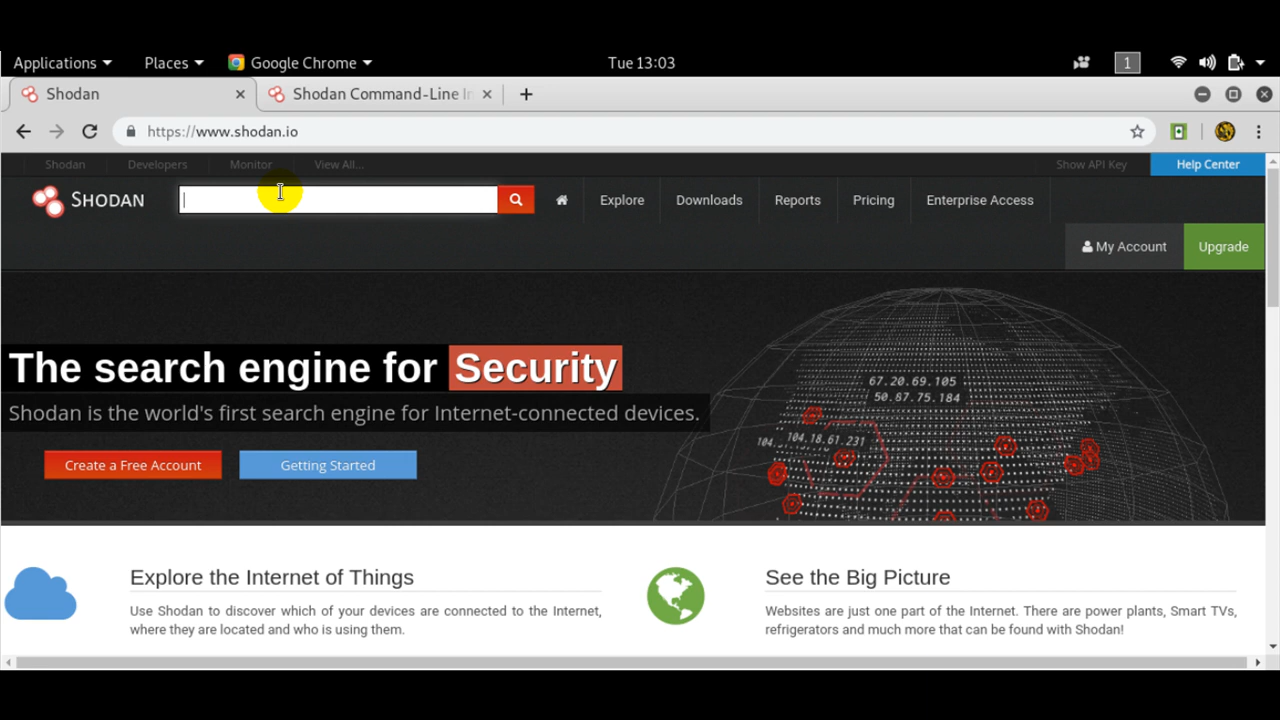 Applications Places Google Chrome Tue 13:03 1
Shodan Shodan Command-Line
https://www.shodan.io
Shodan Developers Monitor View All... Show API Key Help Center
SHODAN Explore Downloads Reports Pricing Enterprise Access
My Account Upgrade
The search engine for Security
Shodan is the world's first search engine for Internet-connected devices.
Create a Free Account Getting Started
67.20.69.105
50.87.75.184
104. 104.18.61.231
Explore the Internet of Things
Use Shodan to discover which of your devices are connected to the Internet,
where they are located and who is using them.
See the Big Picture
Websites are just one part of the Internet. There are power plants, Smart TVs,
refrigerators and much more that can be found with Shodan!